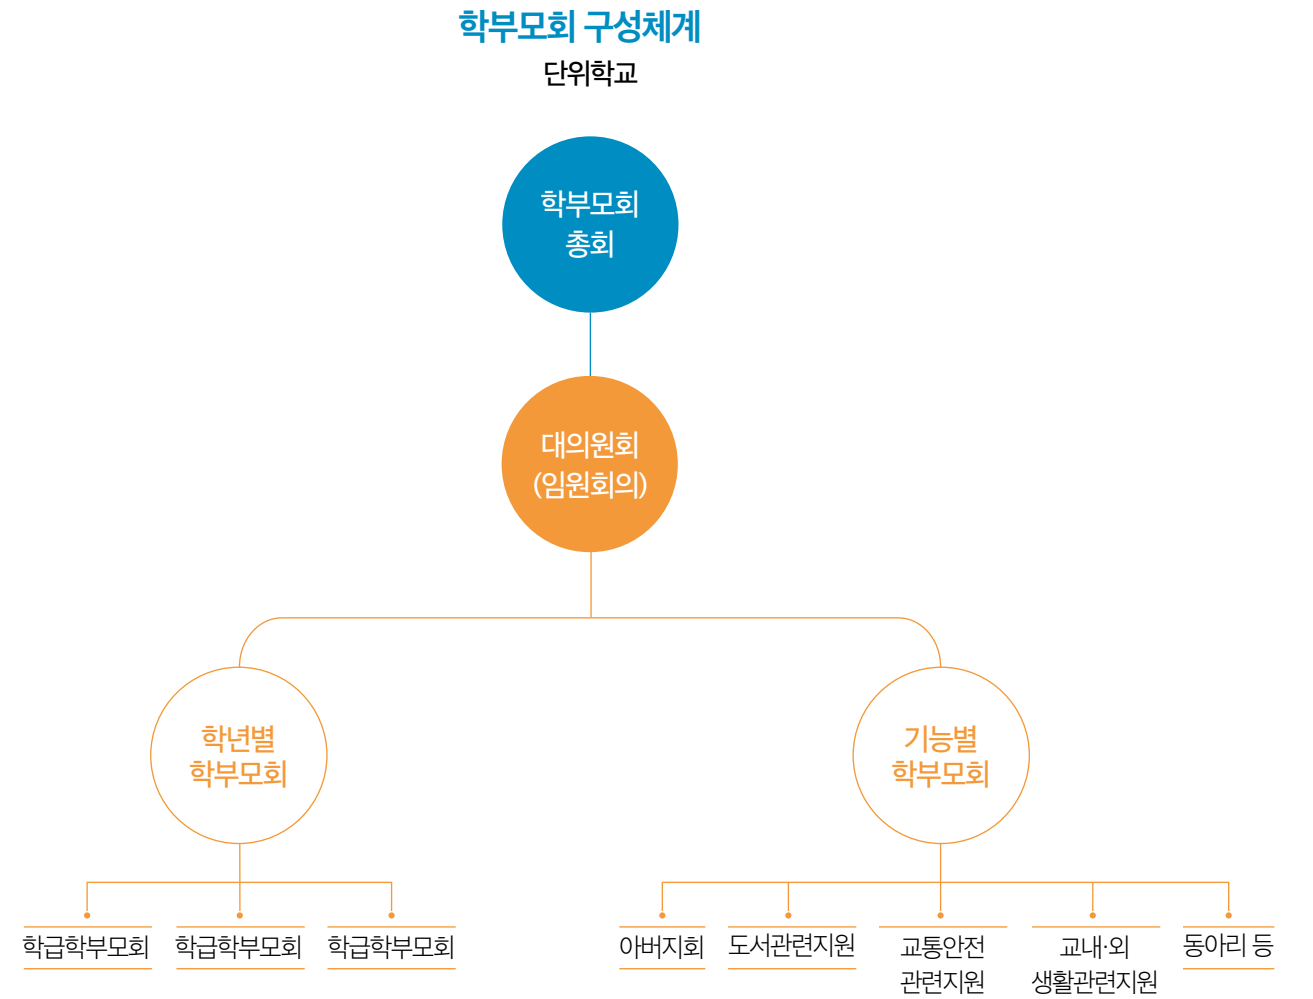 학부모회 구성체계
단위학교
학부모회
총회
대의원회
(임원회의)
학년별
학부모회
기능별
학부모회
학급학부모회
학급학부모회
학급학부모회
아버지회
도서관련지원
교통안전
관련지원
교내·외
생활관련지원
동아리 등